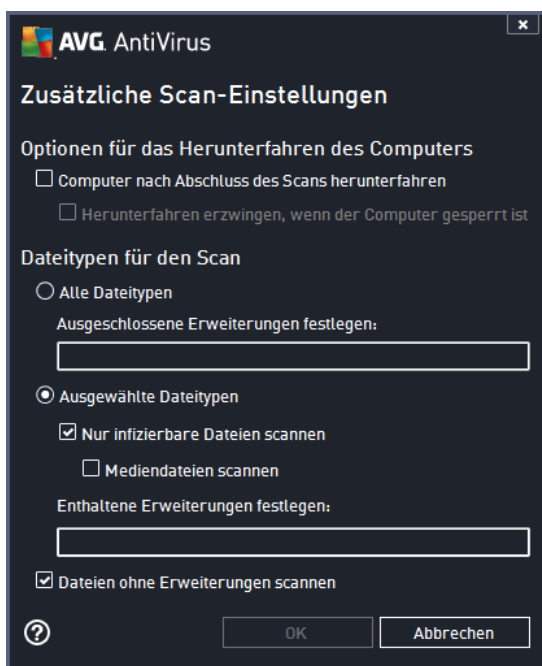 AVG. AntiVirus
Zusätzliche Scan-Einstellungen
Optionen für das Herunterfahren des Computers
Computer nach Abschluss des Scans herunterfahren
Herunterfahren erzwingen, wenn der Computer gesperrt ist
Dateitypen für den Scan
Alle Dateitypen
Ausgeschlossene Erweiterungen festlegen:
Ausgewählte Dateitypen
Nur infizierbare Dateien scannen
Mediendateien scannen
Enthaltene Erweiterungen festlegen:
Dateien ohne Erweiterungen scannen
OK Abbrechen